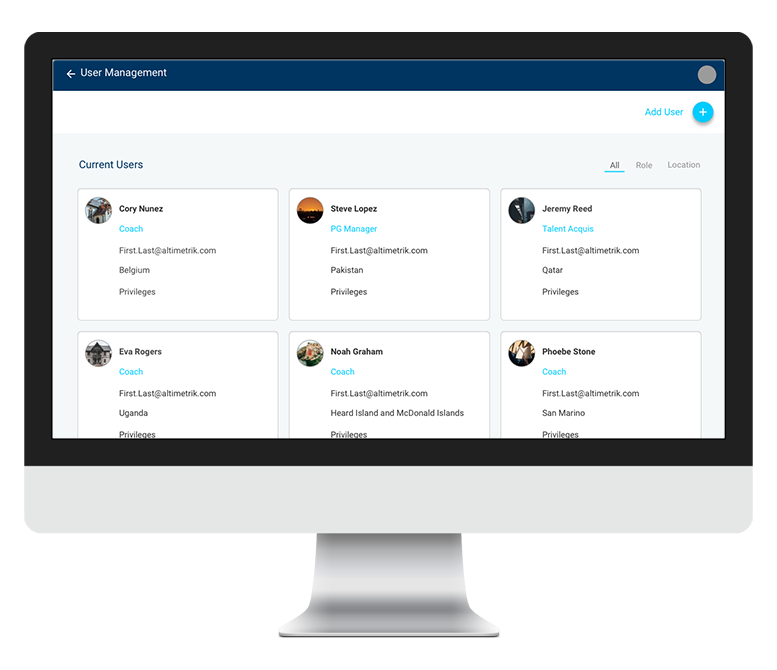 User Management
Add User
Current Users
All Role Location
Cory Nunez
Coach
First.Last@altimetrik.com
Belgium
Privileges
Steve Lopez
PG Manager
First.Last@altimetrik.com
Pakistan
Privileges
Jeremy Reed
Talent Acquis
First.Last@altimetrik.com
Qatar
Privileges
Eva Rogers
Coach
First.Last@altimetrik.com
Uganda
Privileges
Noah Graham
Coach
First.Last@altimetrik.com
Heard Island and McDonald Islands
Privileges
Phoebe Stone
Coach
First.Last@altimetrik.com
San Marino
Privileges